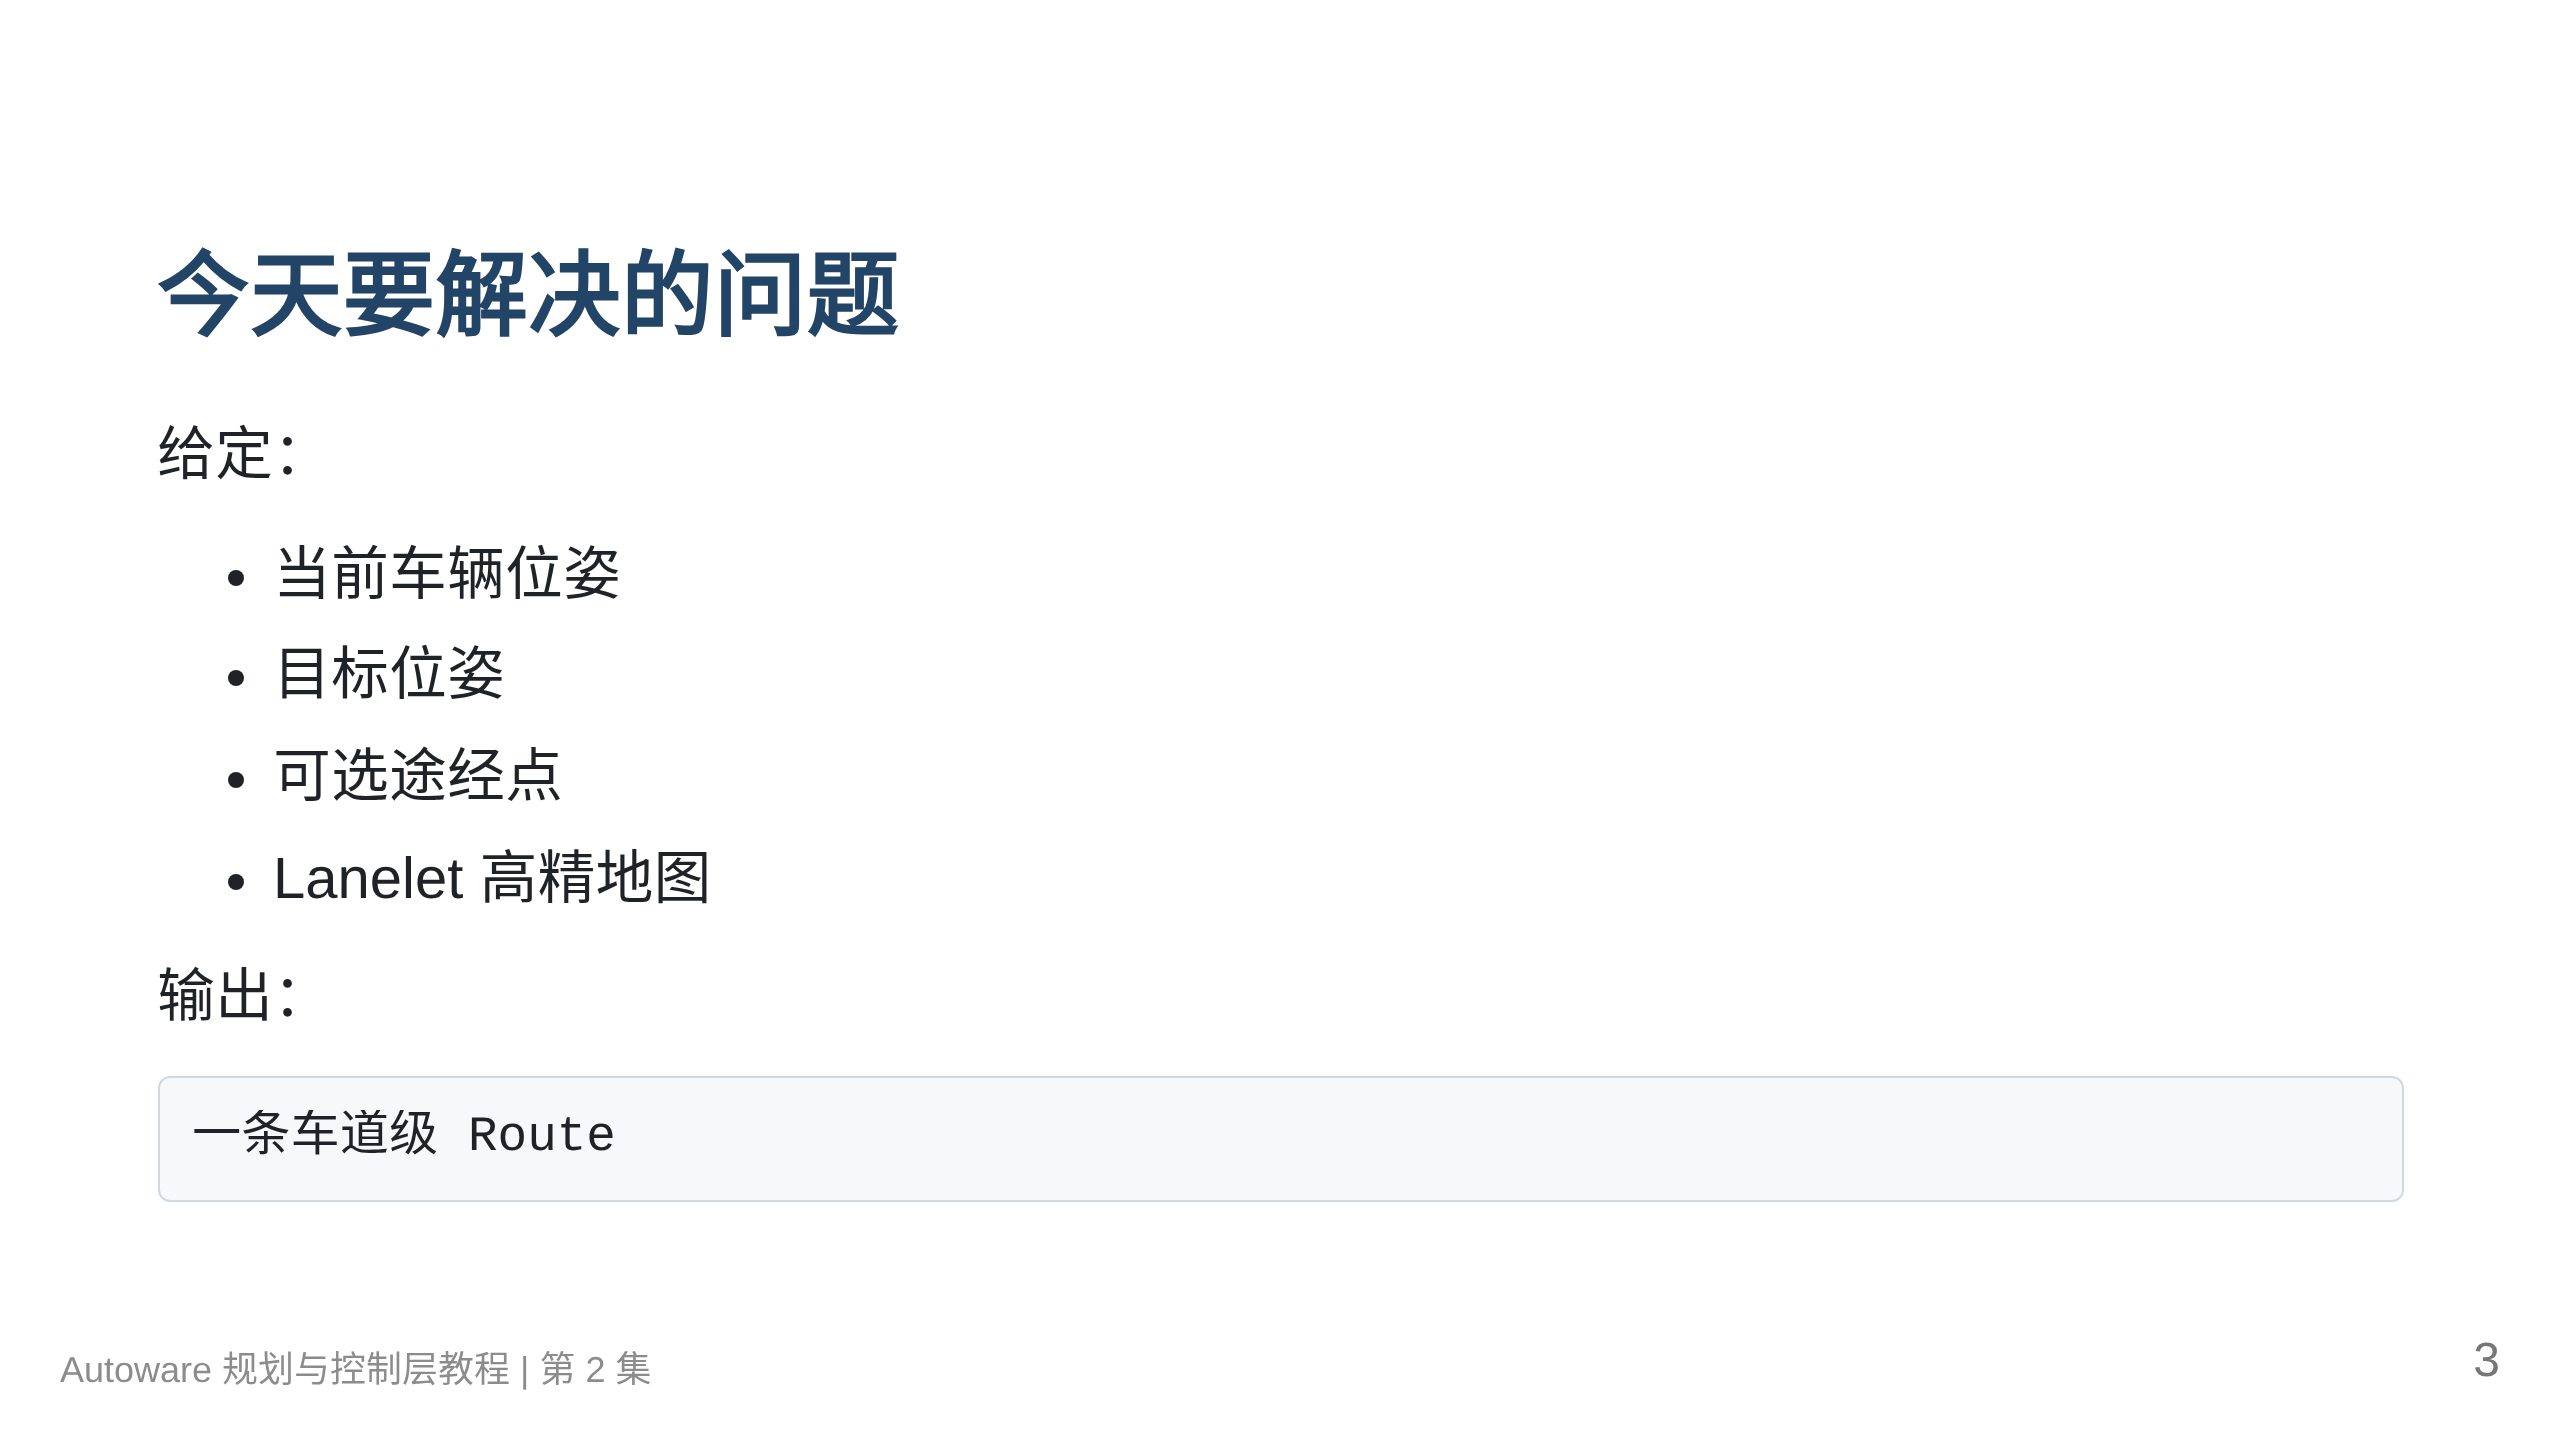 今天要解决的问题
给定：
• 当前车辆位姿
• 目标位姿
• 可选途经点
• Lanelet 高精地图
输出：
一条车道级 Route
Autoware 规划与控制层教程 | 第 2 集
3